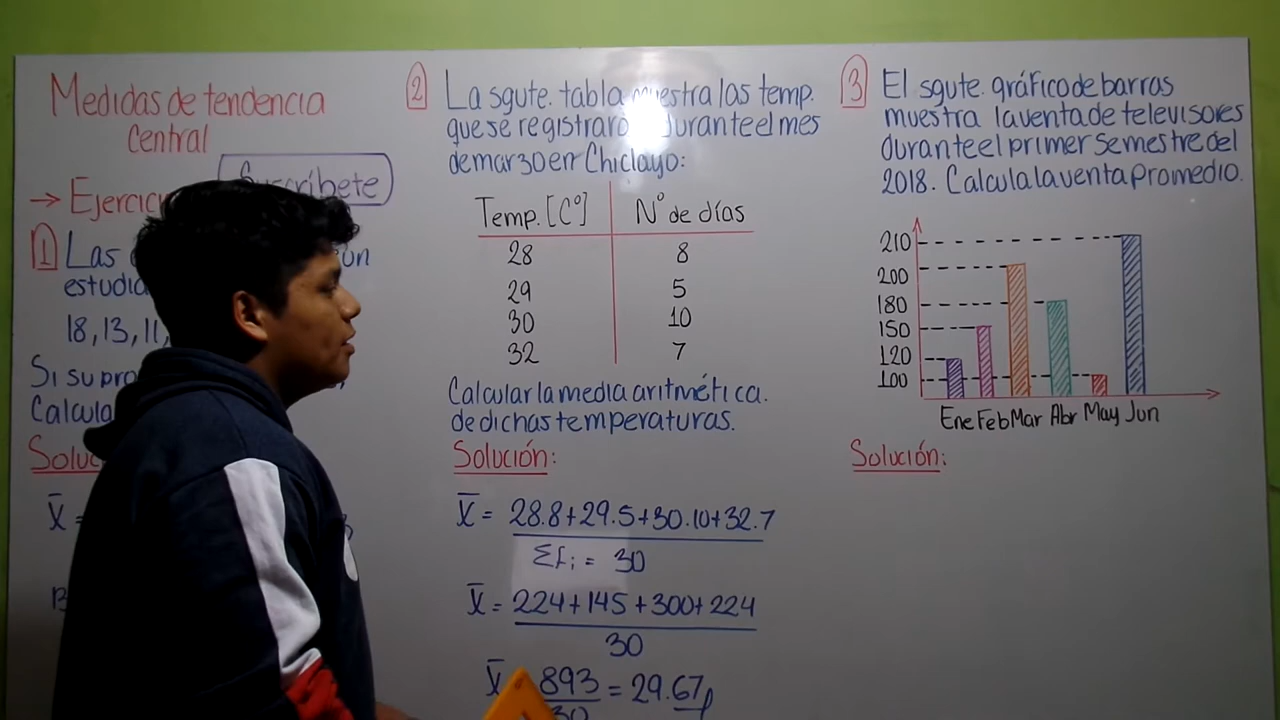 Medidas de tendencia
Central
Suscríbete
→ Ejercici
1 Las
estudia
18, 13, 11,
Si su pro
Calcula
Soluc
X̄ =
2 La sgute. tabla muestra las temp.
que se registraron durante el mes
de marzo en Chiclayo:
Temp. [C°] N° de días
28 8
29 5
30 10
32 7
Calcular la media aritmética.
de dichas temperaturas.
Solución:
X̄ = 28.8+29.5+30.10+32.7
Σfi = 30
X̄ = 224+145+300+224
30
X̄ 893 = 29.67
30
3 El sgute. gráfico de barras
muestra la venta de televisores
durante el primer semestre del
2018. Calcula la venta promedio.
210
200
180
150
120
100
Ene Feb Mar Abr May Jun
Solución: